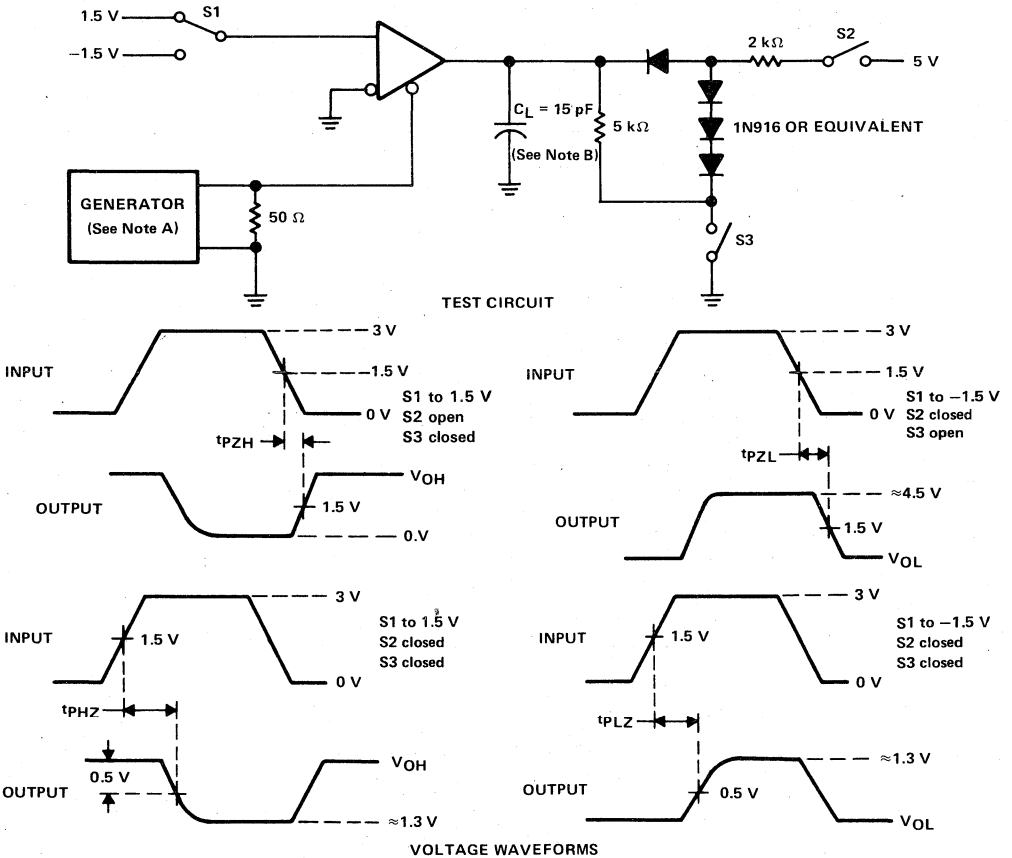 1.5 V
S1
−1.5 V
2 kΩ
S2
5 V
CL = 15 pF
(See Note B)
5 kΩ
1N916 OR EQUIVALENT
GENERATOR
(See Note A)
50 Ω
S3
TEST CIRCUIT
INPUT
3 V
1.5 V
0 V
S1 to 1.5 V
S2 open
S3 closed
tPZH
OUTPUT
VOH
1.5 V
0.V
INPUT
3 V
1.5 V
0 V
S1 to −1.5 V
S2 closed
S3 open
tPZL
OUTPUT
≈4.5 V
1.5 V
VOL
INPUT
3 V
1.5 V
0 V
S1 to 1.5 V
S2 closed
S3 closed
tPHZ
OUTPUT
0.5 V
VOH
≈1.3 V
INPUT
3 V
1.5 V
0 V
S1 to −1.5 V
S2 closed
S3 closed
tPLZ
OUTPUT
≈1.3 V
0.5 V
VOL
VOLTAGE WAVEFORMS